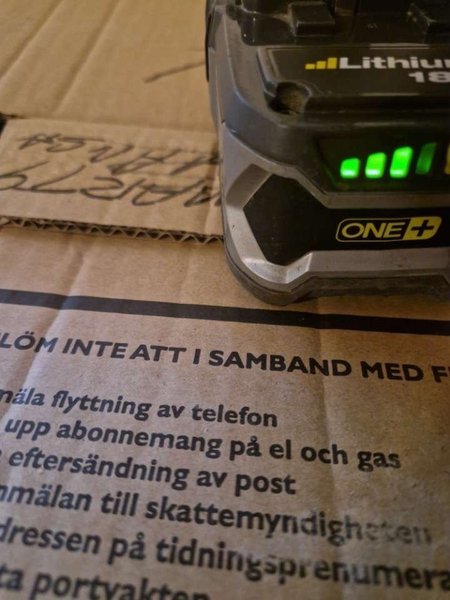 Lithiu
18
ONE+
LÖM INTE ATT I SAMBAND MED F
mäla flyttning av telefon
upp abonnemang på el och gas
eftersändning av post
nmälan till skattemyndigheten
dressen på tidningsprenumera
ta portvakten